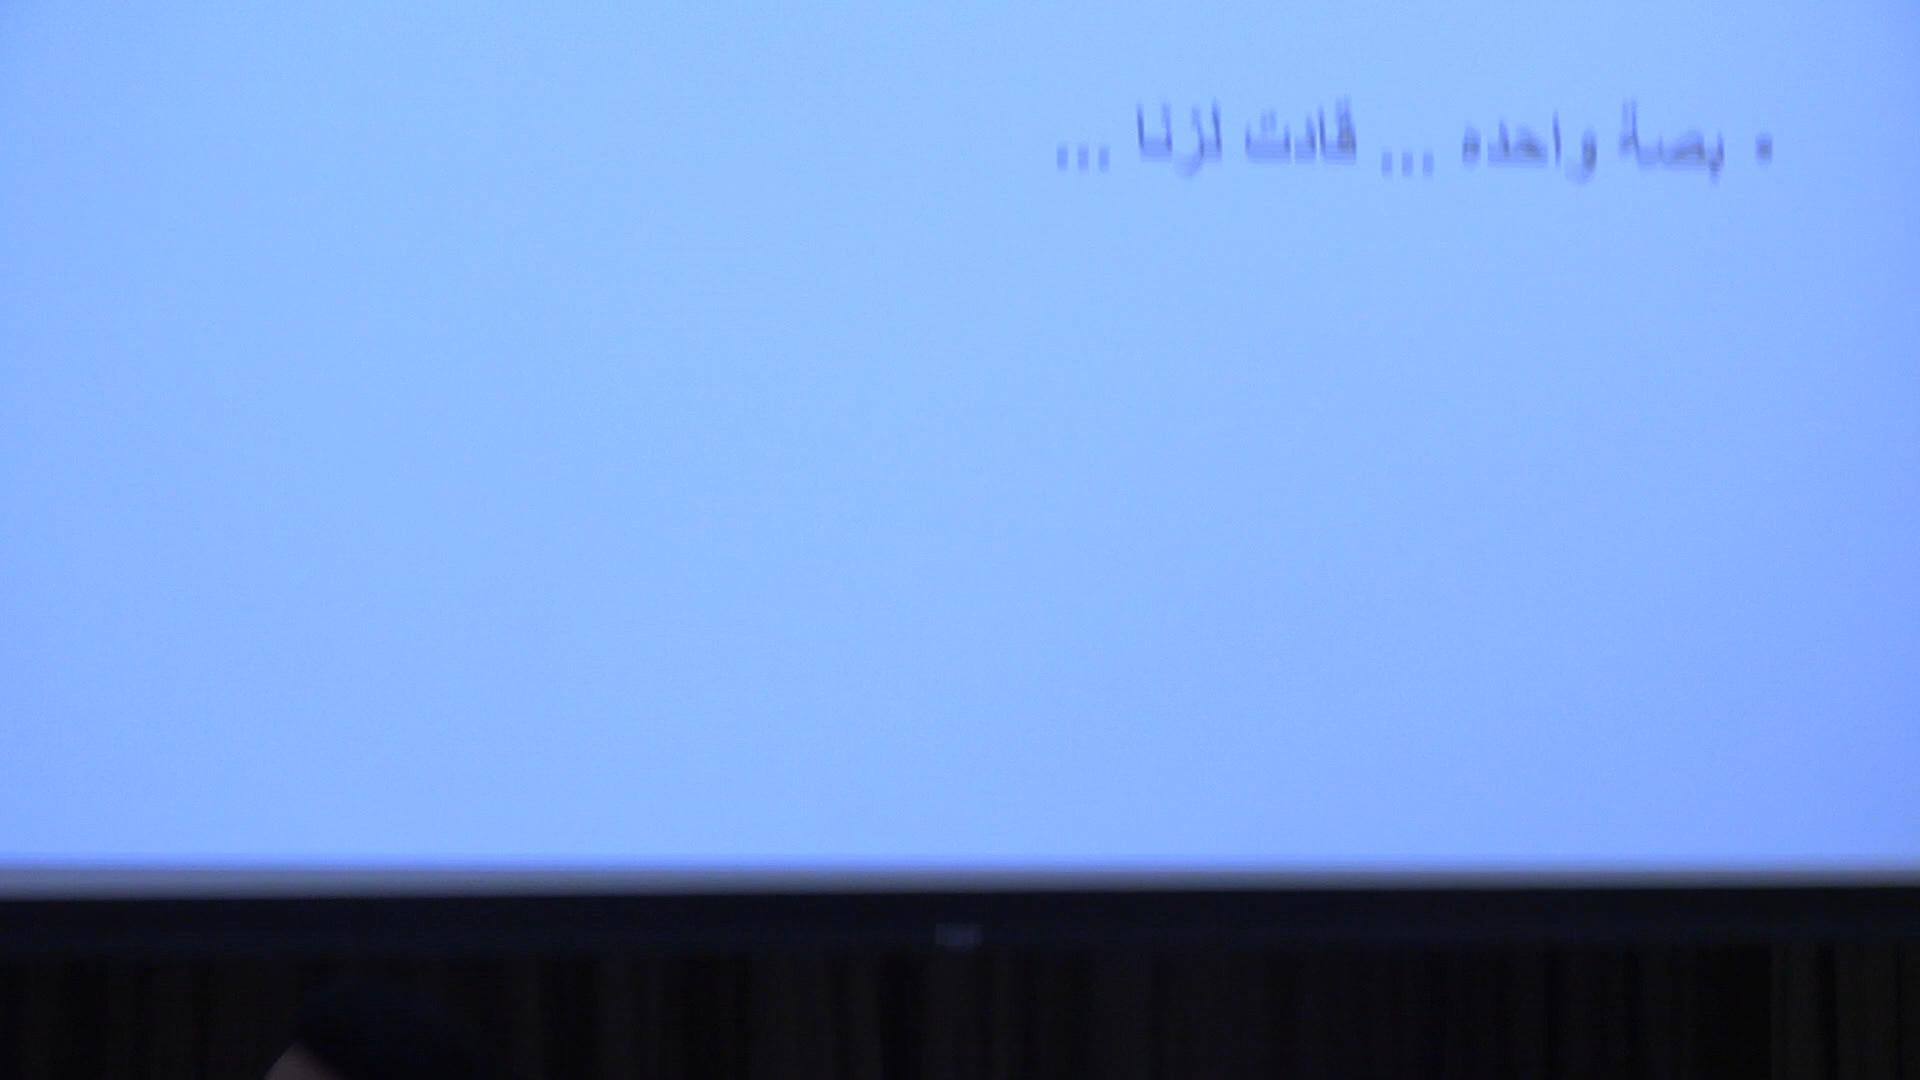 • بصة واحده ... قادت لزنا ...